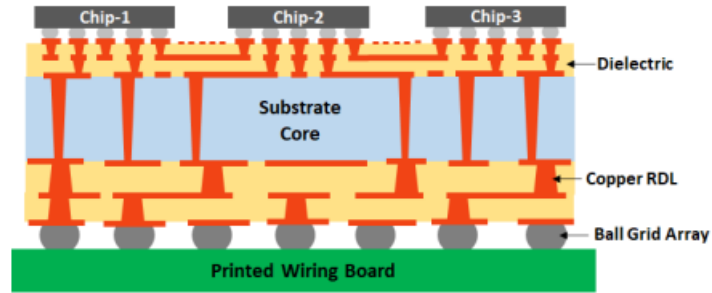 Chip-1
Chip-2
Chip-3
Dielectric
Substrate
Core
Copper RDL
Ball Grid Array
Printed Wiring Board